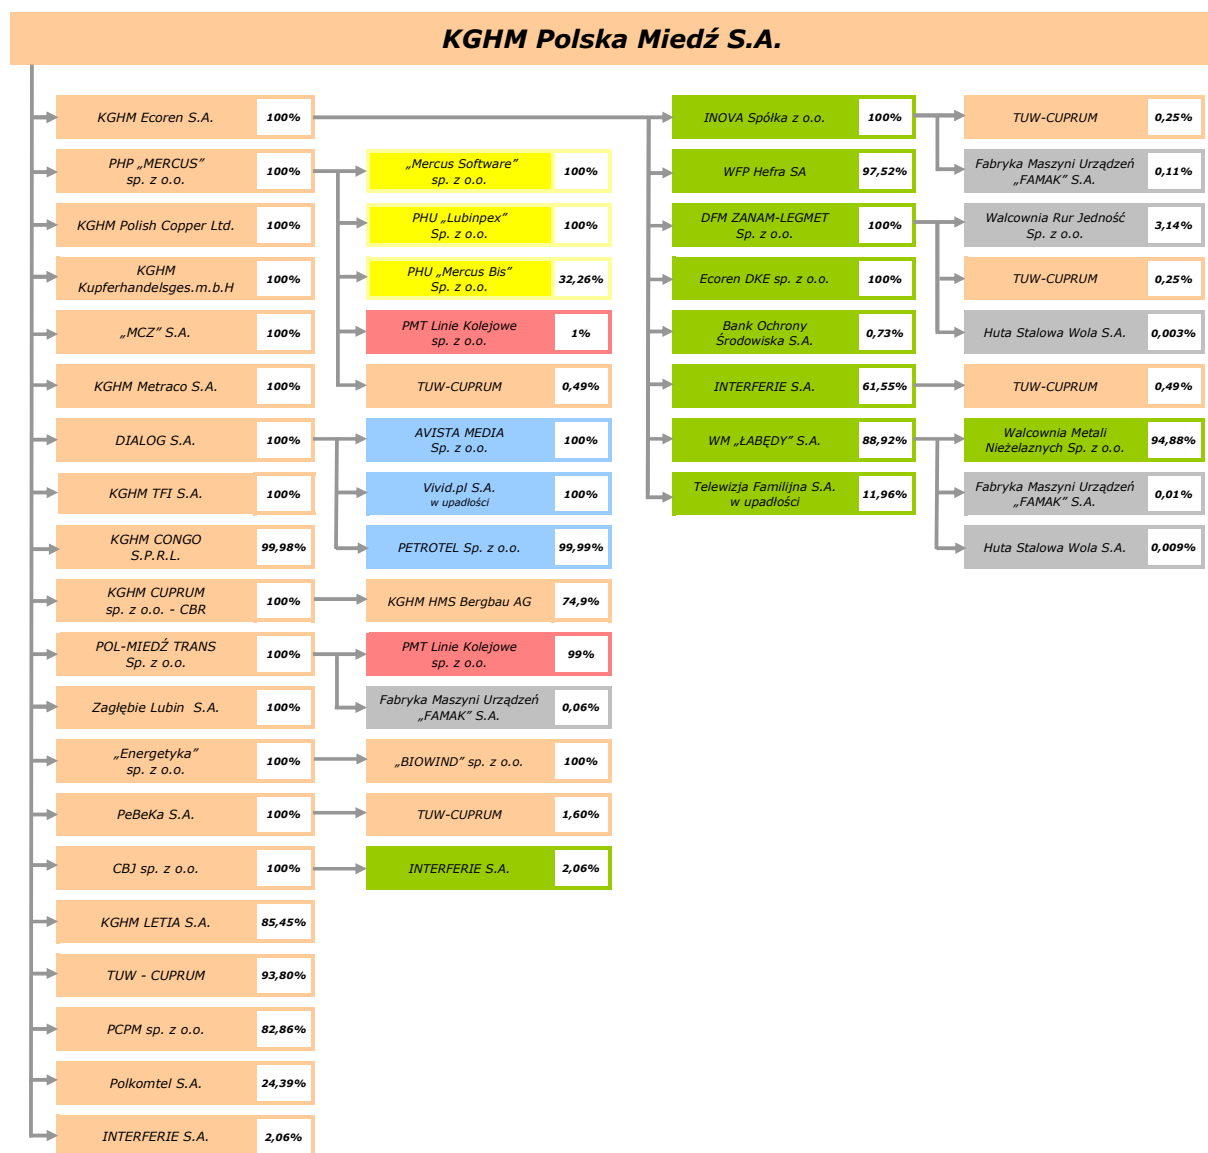 KGHM Polska Miedź S.A.
KGHM Ecoren S.A. 100%
PHP „MERCUS”
sp. z o.o. 100%
KGHM Polish Copper Ltd. 100%
KGHM
Kupferhandelsges.m.b.H 100%
„MCZ” S.A. 100%
KGHM Metraco S.A. 100%
DIALOG S.A. 100%
KGHM TFI S.A. 100%
KGHM CONGO
S.P.R.L. 99,98%
KGHM CUPRUM
sp. z o.o. - CBR 100%
POL-MIEDŹ TRANS
Sp. z o.o. 100%
Zagłębie Lubin S.A. 100%
„Energetyka”
sp. z o.o. 100%
PeBeKa S.A. 100%
CBJ sp. z o.o. 100%
KGHM LETIA S.A. 85,45%
TUW - CUPRUM 93,80%
PCPM sp. z o.o. 82,86%
Polkomtel S.A. 24,39%
INTERFERIE S.A. 2,06%
„Mercus Software”
sp. z o.o. 100%
PHU „Lubinpex”
Sp. z o.o. 100%
PHU „Mercus Bis”
Sp. z o.o. 32,26%
PMT Linie Kolejowe
sp. z o.o. 1%
TUW-CUPRUM 0,49%
AVISTA MEDIA
Sp. z o.o. 100%
Vivid.pl S.A.
w upadłości 100%
PETROTEL Sp. z o.o. 99,99%
KGHM HMS Bergbau AG 74,9%
PMT Linie Kolejowe
sp. z o.o. 99%
Fabryka Maszyni Urządzeń
„FAMAK” S.A. 0,06%
„BIOWIND” sp. z o.o. 100%
TUW-CUPRUM 1,60%
INTERFERIE S.A. 2,06%
INOVA Spółka z o.o. 100%
WFP Hefra SA 97,52%
DFM ZANAM-LEGMET
Sp. z o.o. 100%
Ecoren DKE sp. z o.o. 100%
Bank Ochrony
Środowiska S.A. 0,73%
INTERFERIE S.A. 61,55%
WM „ŁABĘDY” S.A. 88,92%
Telewizja Familijna S.A.
w upadłości 11,96%
TUW-CUPRUM 0,25%
Fabryka Maszyni Urządzeń
„FAMAK” S.A. 0,11%
Walcownia Rur Jedność
Sp. z o.o. 3,14%
TUW-CUPRUM 0,25%
Huta Stalowa Wola S.A. 0,003%
TUW-CUPRUM 0,49%
Walcownia Metali
Nieżelaznych Sp. z o.o. 94,88%
Fabryka Maszyni Urządzeń
„FAMAK” S.A. 0,01%
Huta Stalowa Wola S.A. 0,009%